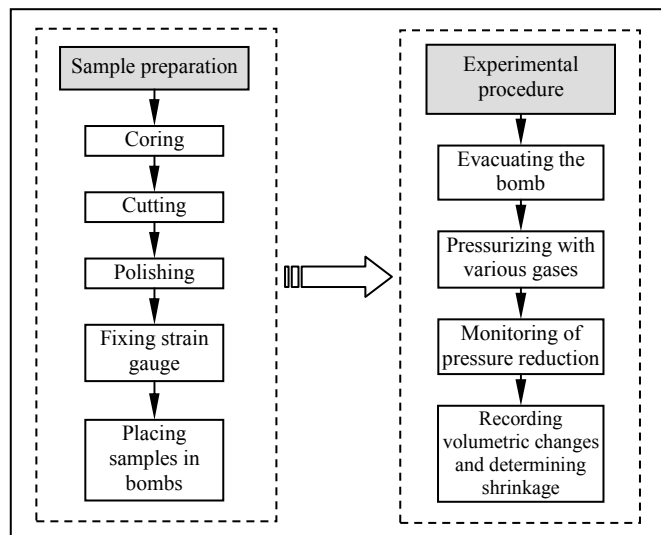 Sample preparation
Coring
Cutting
Polishing
Fixing strain
gauge
Placing
samples in
bombs
Experimental
procedure
Evacuating the
bomb
Pressurizing with
various gases
Monitoring of
pressure reduction
Recording
volumetric changes
and determining
shrinkage